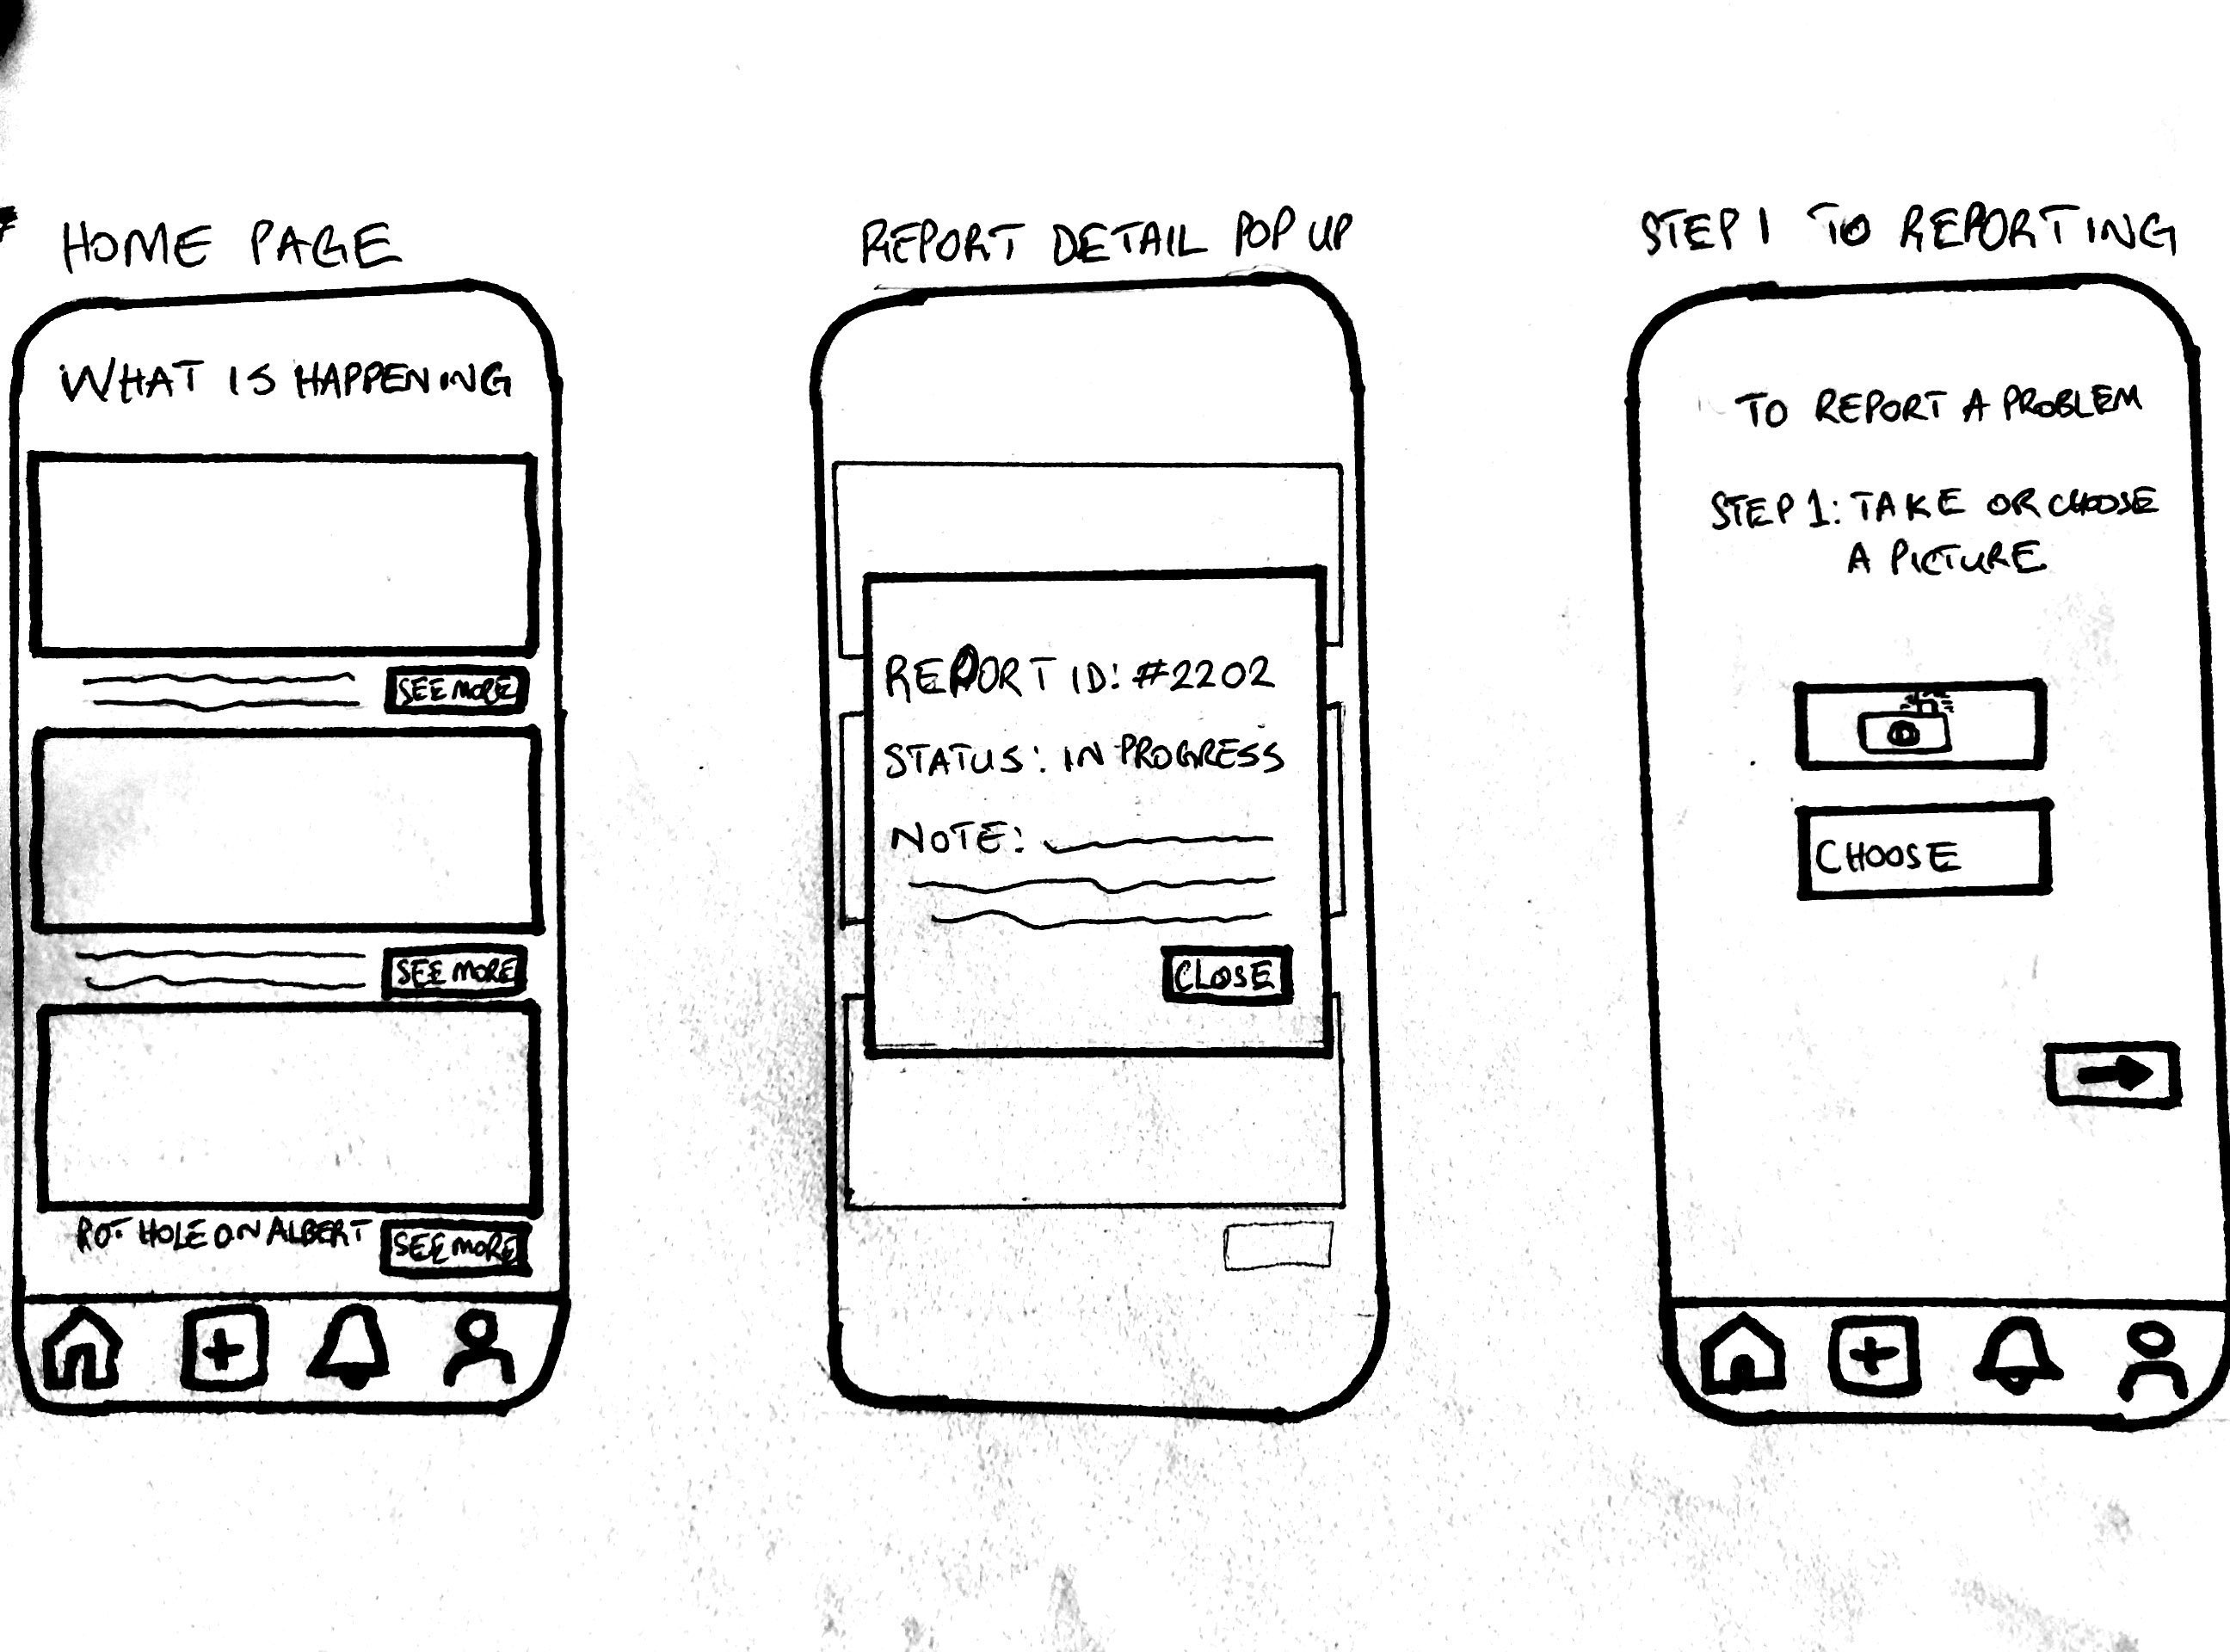 HOME PAGE
WHAT IS HAPPENING
SEE MORE
SEE MORE
POT HOLE ON ALBERT
SEE MORE
REPORT DETAIL POP UP
REPORT ID: #2202
STATUS: IN PROGRESS
NOTE:
CLOSE
STEP 1 TO REPORTING
TO REPORT A PROBLEM
STEP 1: TAKE OR CHOOSE
A PICTURE
CHOOSE